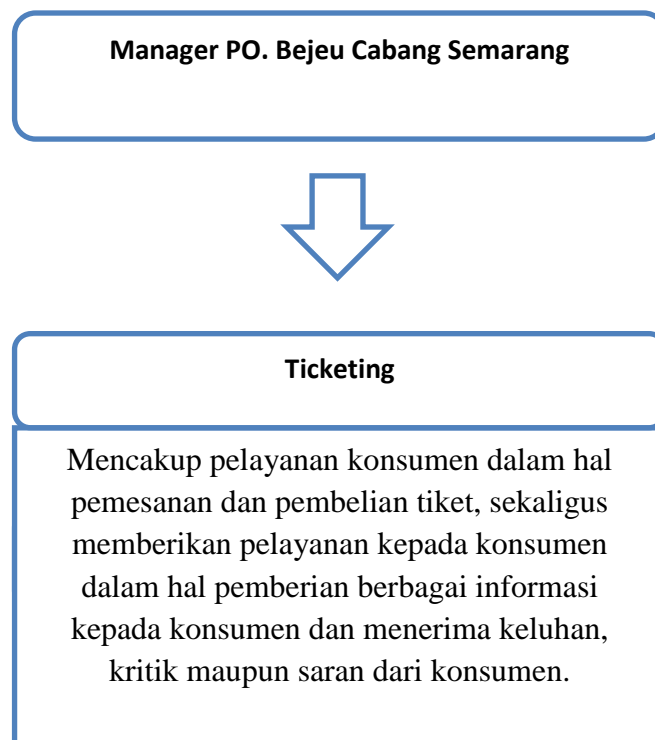 Manager PO. Bejeu Cabang Semarang
Ticketing
Mencakup pelayanan konsumen dalam hal
pemesanan dan pembelian tiket, sekaligus
memberikan pelayanan kepada konsumen
dalam hal pemberian berbagai informasi
kepada konsumen dan menerima keluhan,
kritik maupun saran dari konsumen.